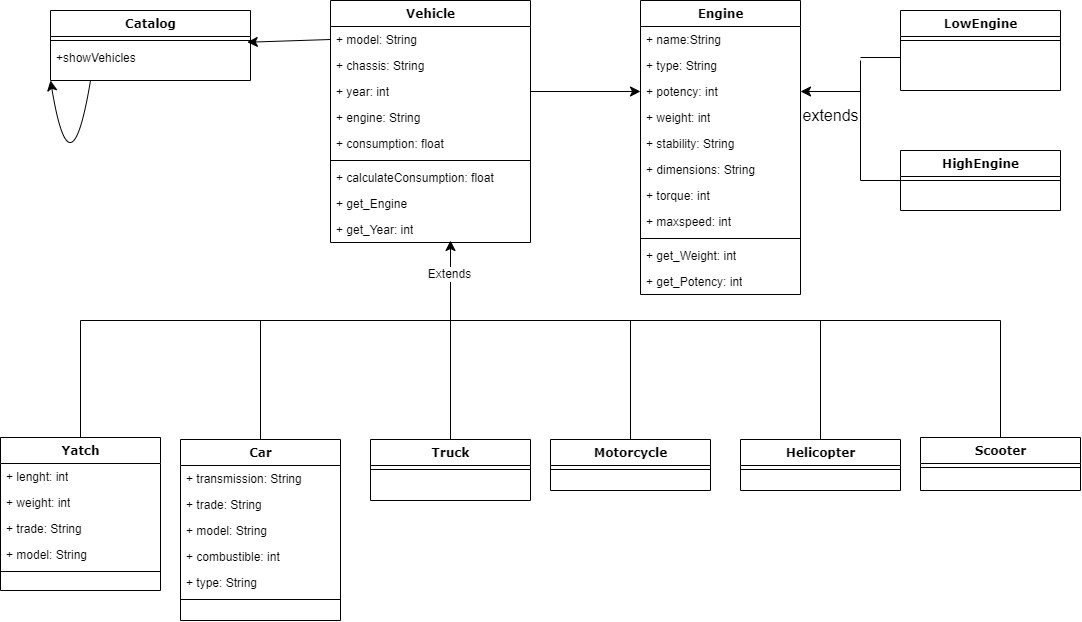 Catalog
+showVehicles
Vehicle
+ model: String
+ chassis: String
+ year: int
+ engine: String
+ consumption: float
+ calculateConsumption: float
+ get_Engine
+ get_Year: int
Engine
+ name:String
+ type: String
+ potency: int
+ weight: int
+ stability: String
+ dimensions: String
+ torque: int
+ maxspeed: int
+ get_Weight: int
+ get_Potency: int
extends
LowEngine
HighEngine
Extends
Yatch
+ lenght: int
+ weight: int
+ trade: String
+ model: String
Car
+ transmission: String
+ trade: String
+ model: String
+ combustible: int
+ type: String
Truck
Motorcycle
Helicopter
Scooter